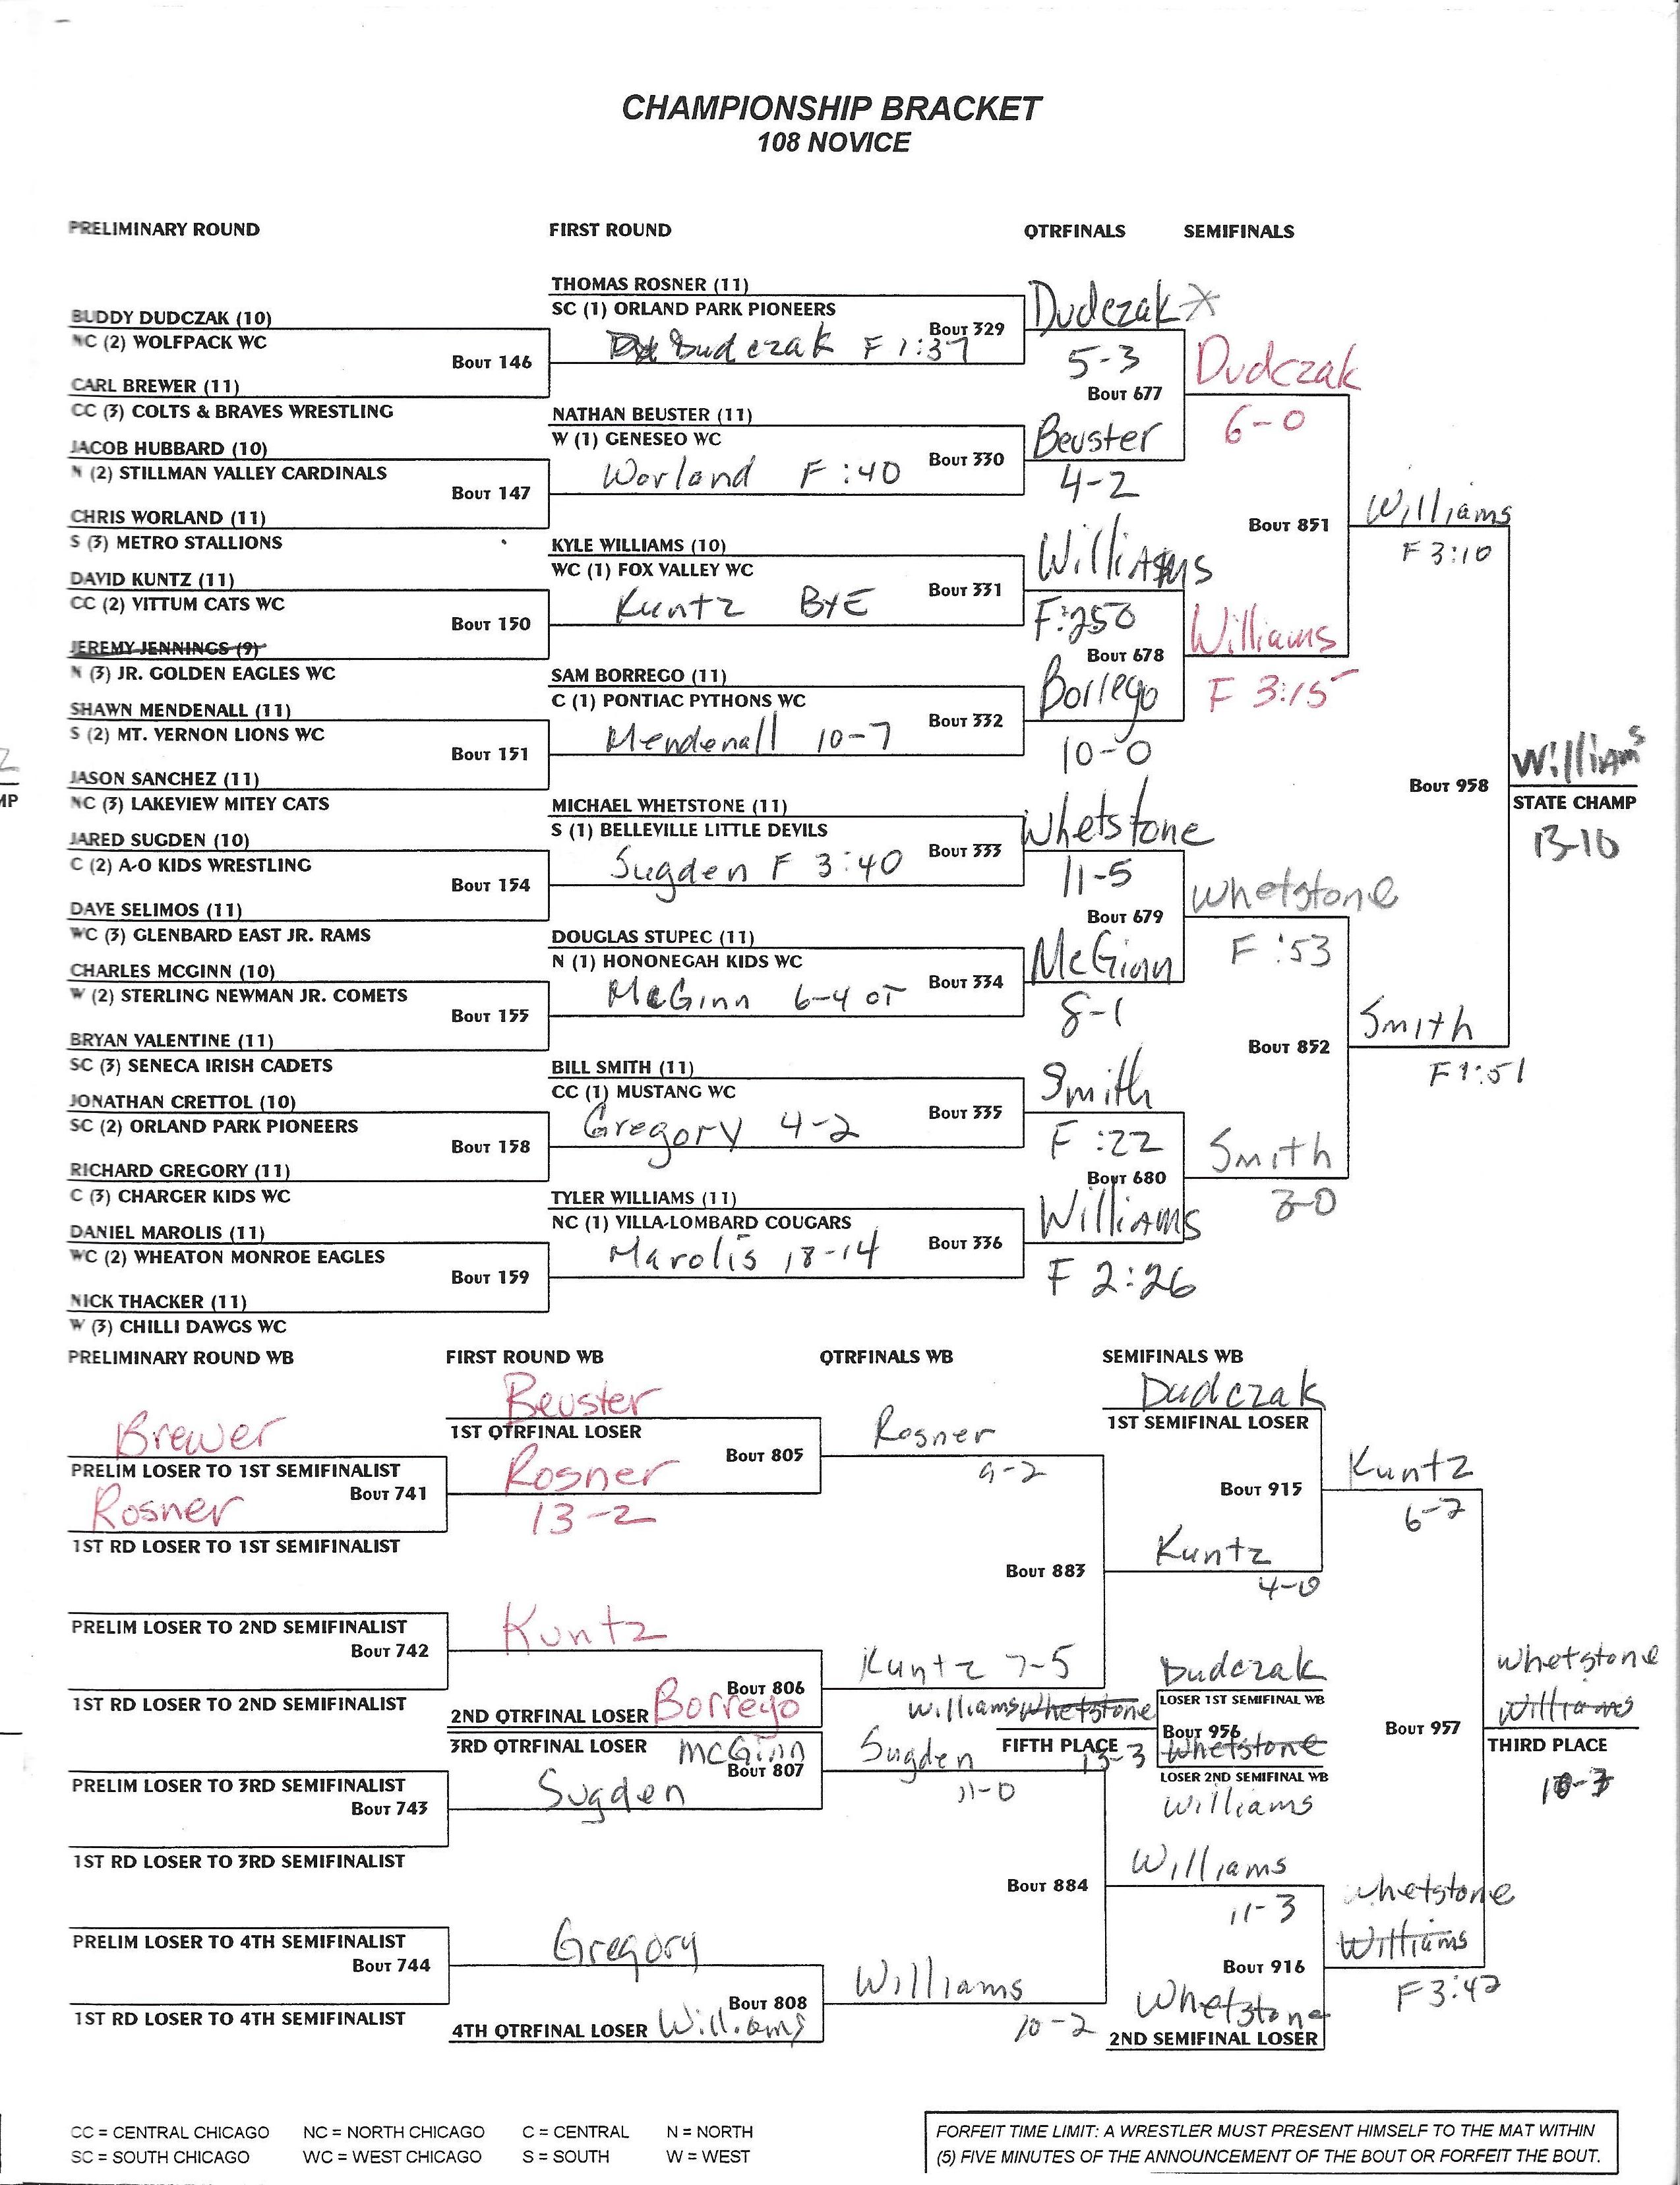 CHAMPIONSHIP BRACKET
108 NOVICE
PRELIMINARY ROUND
FIRST ROUND
QTRFINALS
SEMIFINALS
BUDDY DUDCZAK (10)
NC (2) WOLFPACK WC
BOUT 146
CARL BREWER (11)
CC (3) COLTS & BRAVES WRESTLING
JACOB HUBBARD (10)
N (2) STILLMAN VALLEY CARDINALS
BOUT 147
CHRIS WORLAND (11)
S (3) METRO STALLIONS
DAVID KUNTZ (11)
CC (2) VITTUM CATS WC
BOUT 150
JEREMY JENNINGS (9)
N (3) JR. GOLDEN EAGLES WC
SHAWN MENDENALL (11)
S (2) MT. VERNON LIONS WC
BOUT 151
JASON SANCHEZ (11)
NC (3) LAKEVIEW MITEY CATS
JARED SUGDEN (10)
C (2) A-O KIDS WRESTLING
BOUT 154
DAVE SELIMOS (11)
WC (3) GLENBARD EAST JR. RAMS
CHARLES MCGINN (10)
W (2) STERLING NEWMAN JR. COMETS
BOUT 155
BRYAN VALENTINE (11)
SC (3) SENECA IRISH CADETS
JONATHAN CRETTOL (10)
SC (2) ORLAND PARK PIONEERS
BOUT 158
RICHARD GREGORY (11)
C (3) CHARGER KIDS WC
DANIEL MAROLIS (11)
WC (2) WHEATON MONROE EAGLES
BOUT 159
NICK THACKER (11)
W (3) CHILLI DAWGS WC
THOMAS ROSNER (11)
SC (1) ORLAND PARK PIONEERS
BOUT 329
Dudczak F 1:37
NATHAN BEUSTER (11)
W (1) GENESEO WC
BOUT 330
Worland F :40
KYLE WILLIAMS (10)
WC (1) FOX VALLEY WC
BOUT 331
Kuntz BYE
SAM BORREGO (11)
C (1) PONTIAC PYTHONS WC
BOUT 332
Mendenall 10-7
MICHAEL WHETSTONE (11)
S (1) BELLEVILLE LITTLE DEVILS
BOUT 333
Sugden F 3:40
DOUGLAS STUPEC (11)
N (1) HONONEGAH KIDS WC
BOUT 334
McGinn 6-4 OT
BILL SMITH (11)
CC (1) MUSTANG WC
BOUT 335
Gregory 4-2
TYLER WILLIAMS (11)
NC (1) VILLA-LOMBARD COUGARS
BOUT 336
Marolis 18-14
Dudczak *
5-3
BOUT 677
Beuster
4-2
Williams
F:250
BOUT 678
Borrego
10-0
Whetstone
11-5
BOUT 679
McGinn
8-1
Smith
F :22
BOUT 680
Williams
F 2:26
Dudczak
6-0
BOUT 851
Williams
F 3:15
Whetstone
F :53
BOUT 852
Smith
3-0
Williams
F 3:10
BOUT 958
Smith
F 1:51
Williams
STATE CHAMP
13-10
PRELIMINARY ROUND WB
FIRST ROUND WB
QTRFINALS WB
SEMIFINALS WB
Brewer
PRELIM LOSER TO 1ST SEMIFINALIST
BOUT 741
Rosner
1ST RD LOSER TO 1ST SEMIFINALIST
PRELIM LOSER TO 2ND SEMIFINALIST
BOUT 742
1ST RD LOSER TO 2ND SEMIFINALIST
PRELIM LOSER TO 3RD SEMIFINALIST
BOUT 743
1ST RD LOSER TO 3RD SEMIFINALIST
PRELIM LOSER TO 4TH SEMIFINALIST
BOUT 744
1ST RD LOSER TO 4TH SEMIFINALIST
Beuster
1ST QTRFINAL LOSER
BOUT 805
Rosner
13-2
Kuntz
BOUT 806
2ND QTRFINAL LOSER Borrego
3RD QTRFINAL LOSER McGinn
BOUT 807
Sugden
Gregory
BOUT 808
4TH QTRFINAL LOSER Williams
Rosner
9-2
BOUT 883
Kuntz 7-5
Sugden
11-0
BOUT 884
Williams
10-2
Dudczak
1ST SEMIFINAL LOSER
BOUT 915
Kuntz
4-0
Williams Whetstone
FIFTH PLACE
13-3
Dudczak
LOSER 1ST SEMIFINAL WB
BOUT 956
Whetstone
LOSER 2ND SEMIFINAL WB
Williams
Williams
11-3
BOUT 916
Whetstone
2ND SEMIFINAL LOSER
Kuntz
6-2
BOUT 957
Whetstone
Williams
F 3:42
Whetstone
Williams
THIRD PLACE
CC = CENTRAL CHICAGO NC = NORTH CHICAGO C = CENTRAL N = NORTH
SC = SOUTH CHICAGO WC = WEST CHICAGO S = SOUTH W = WEST
FORFEIT TIME LIMIT: A WRESTLER MUST PRESENT HIMSELF TO THE MAT WITHIN
(5) FIVE MINUTES OF THE ANNOUNCEMENT OF THE BOUT OR FORFEIT THE BOUT.